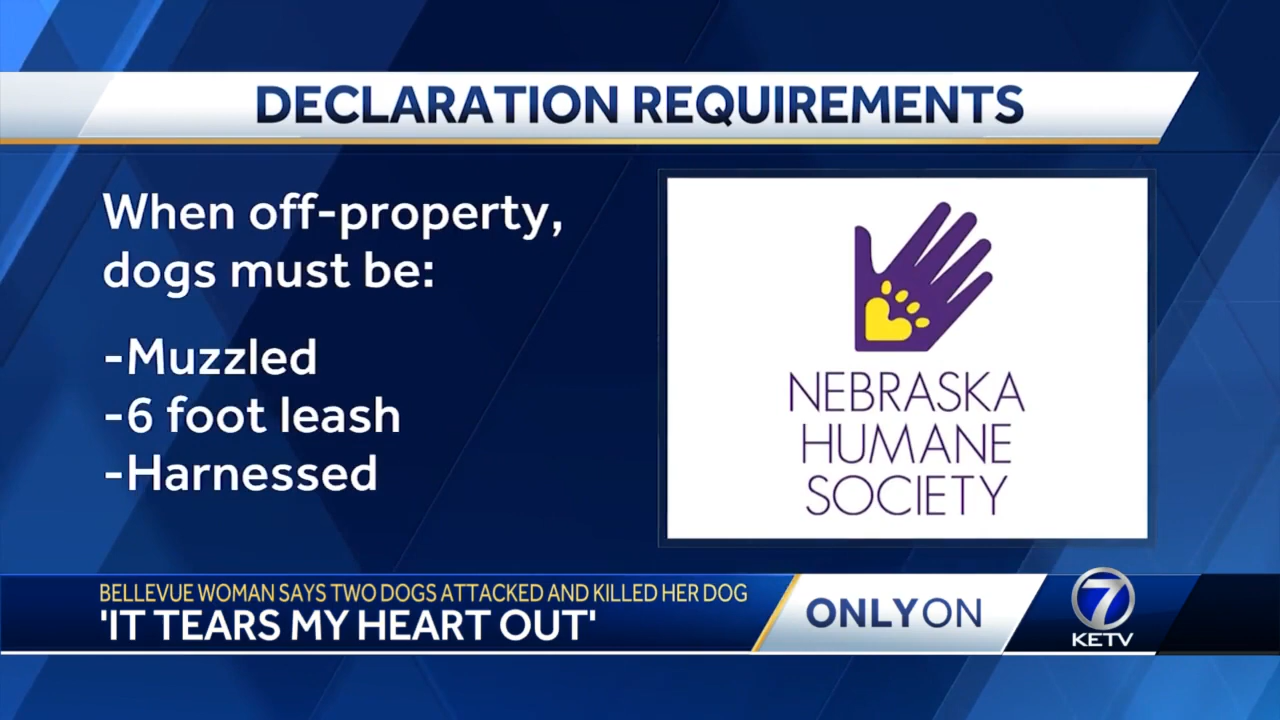 DECLARATION REQUIREMENTS
When off-property,
dogs must be:
-Muzzled
-6 foot leash
-Harnessed
NEBRASKA
HUMANE
SOCIETY
BELLEVUE WOMAN SAYS TWO DOGS ATTACKED AND KILLED HER DOG
'IT TEARS MY HEART OUT'
ONLY ON
7
KETV